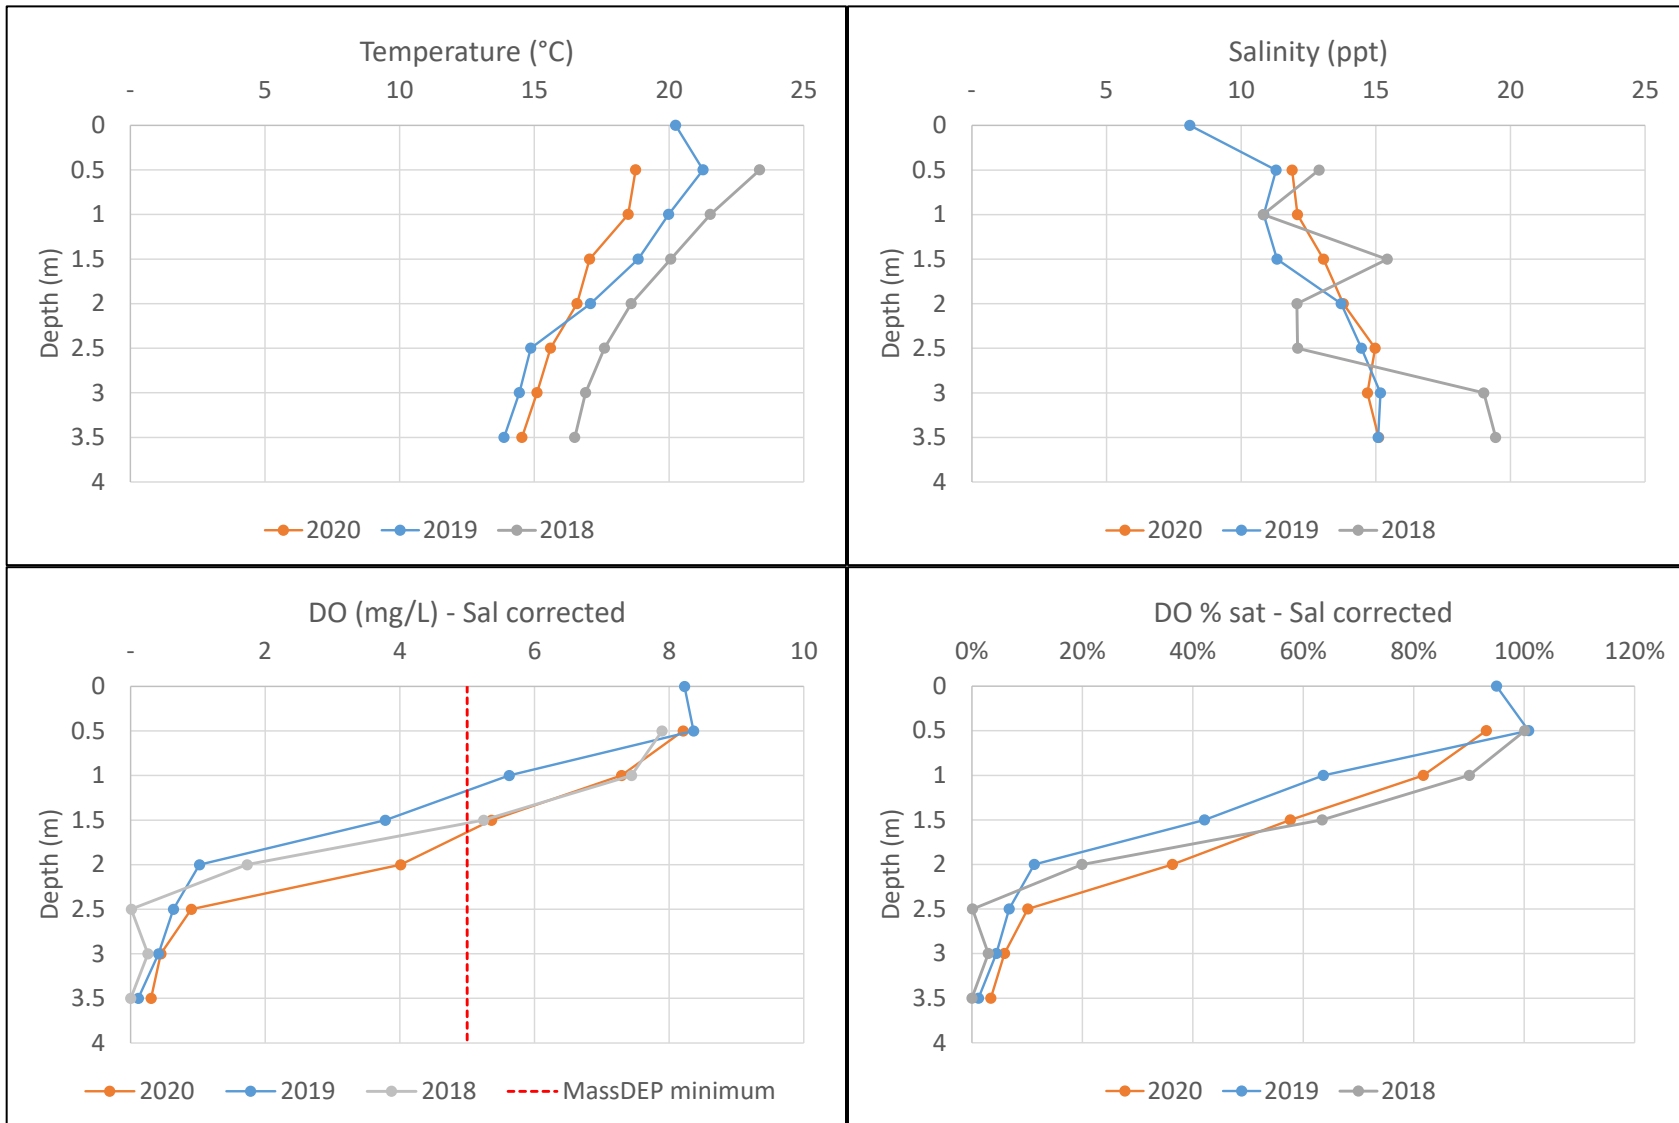 Temperature (°C)
- 5 10 15 20 25
0
0.5
1
1.5
2
2.5
3
3.5
4
Depth (m)
2020 2019 2018
Salinity (ppt)
- 5 10 15 20 25
0
0.5
1
1.5
2
2.5
3
3.5
4
Depth (m)
2020 2019 2018
DO (mg/L) - Sal corrected
- 2 4 6 8 10
0
0.5
1
1.5
2
2.5
3
3.5
4
Depth (m)
2020 2019 2018 MassDEP minimum
DO % sat - Sal corrected
0% 20% 40% 60% 80% 100% 120%
0
0.5
1
1.5
2
2.5
3
3.5
4
Depth (m)
2020 2019 2018